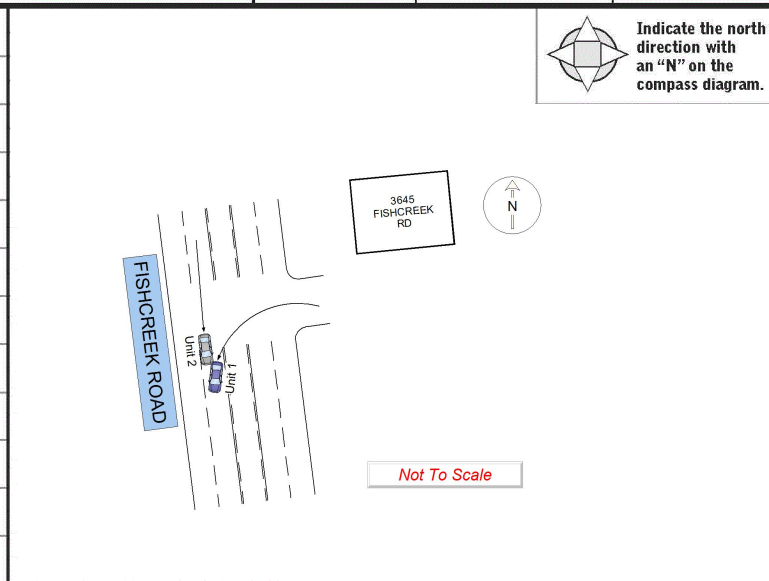 Indicate the north
direction with
an “N” on the
compass diagram.
3645
FISHCREEK
RD
N
FISHCREEK ROAD
Unit 2
Unit 1
Not To Scale